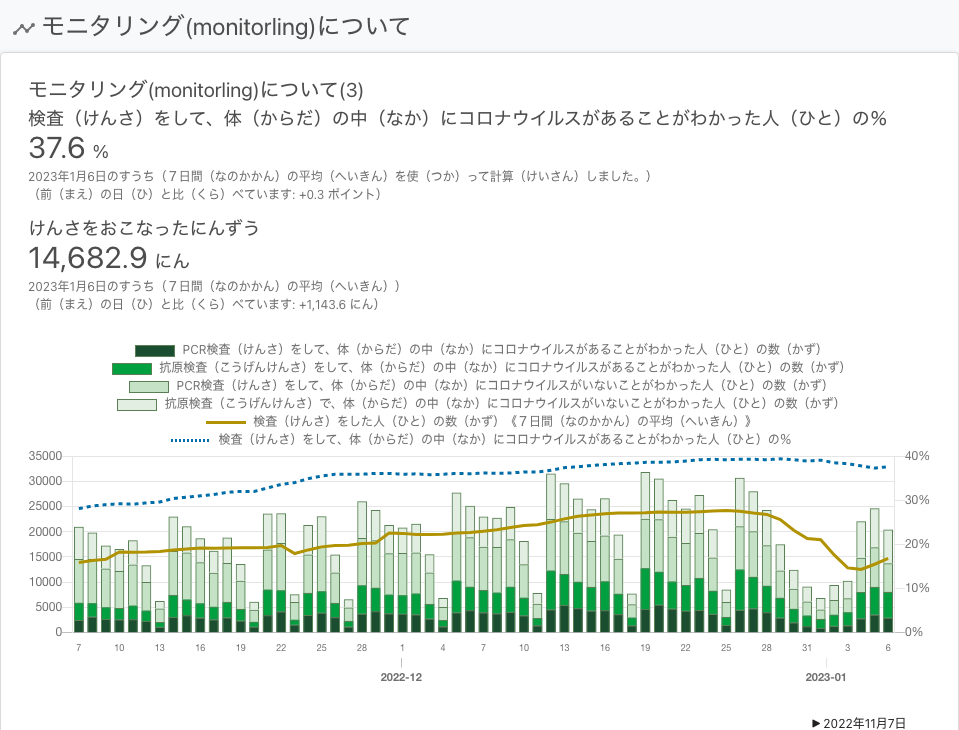 モニタリング(monitorling)について
モニタリング(monitorling)について(3)
検査（けんさ）をして、体（からだ）の中（なか）にコロナウイルスがあることがわかった人（ひと）の%
37.6 %
2023年1月6日のすうち（７日間（なのかかん）の平均（へいきん）を使（つか）って計算（けいさん）しました。）
（前（まえ）の日（ひ）と比（くら）べています: +0.3 ポイント）
けんさをおこなったにんずう
14,682.9 にん
2023年1月6日のすうち（７日間（なのかかん）の平均（へいきん））
（前（まえ）の日（ひ）と比（くら）べています: +1,143.6 にん）
PCR検査（けんさ）をして、体（からだ）の中（なか）にコロナウイルスがあることがわかった人（ひと）の数（かず）
抗原検査（こうげんけんさ）をして、体（からだ）の中（なか）にコロナウイルスがあることがわかった人（ひと）の数（かず）
PCR検査（けんさ）をして、体（からだ）の中（なか）にコロナウイルスがいないことがわかった人（ひと）の数（かず）
抗原検査（こうげんけんさ）で、体（からだ）の中（なか）にコロナウイルスがいないことがわかった人（ひと）の数（かず）
検査（けんさ）をした人（ひと）の数（かず）《７日間（なのかかん）の平均（へいきん）》
検査（けんさ）をして、体（からだ）の中（なか）にコロナウイルスがあることがわかった人（ひと）の%
35000 40%
30000
25000 30%
20000
15000 20%
10000 10%
5000
0 0%
7 10 13 16 19 22 25 28 1 4 7 10 13 16 19 22 25 28 31 3 6
2022-12 2023-01
▶ 2022年11月7日